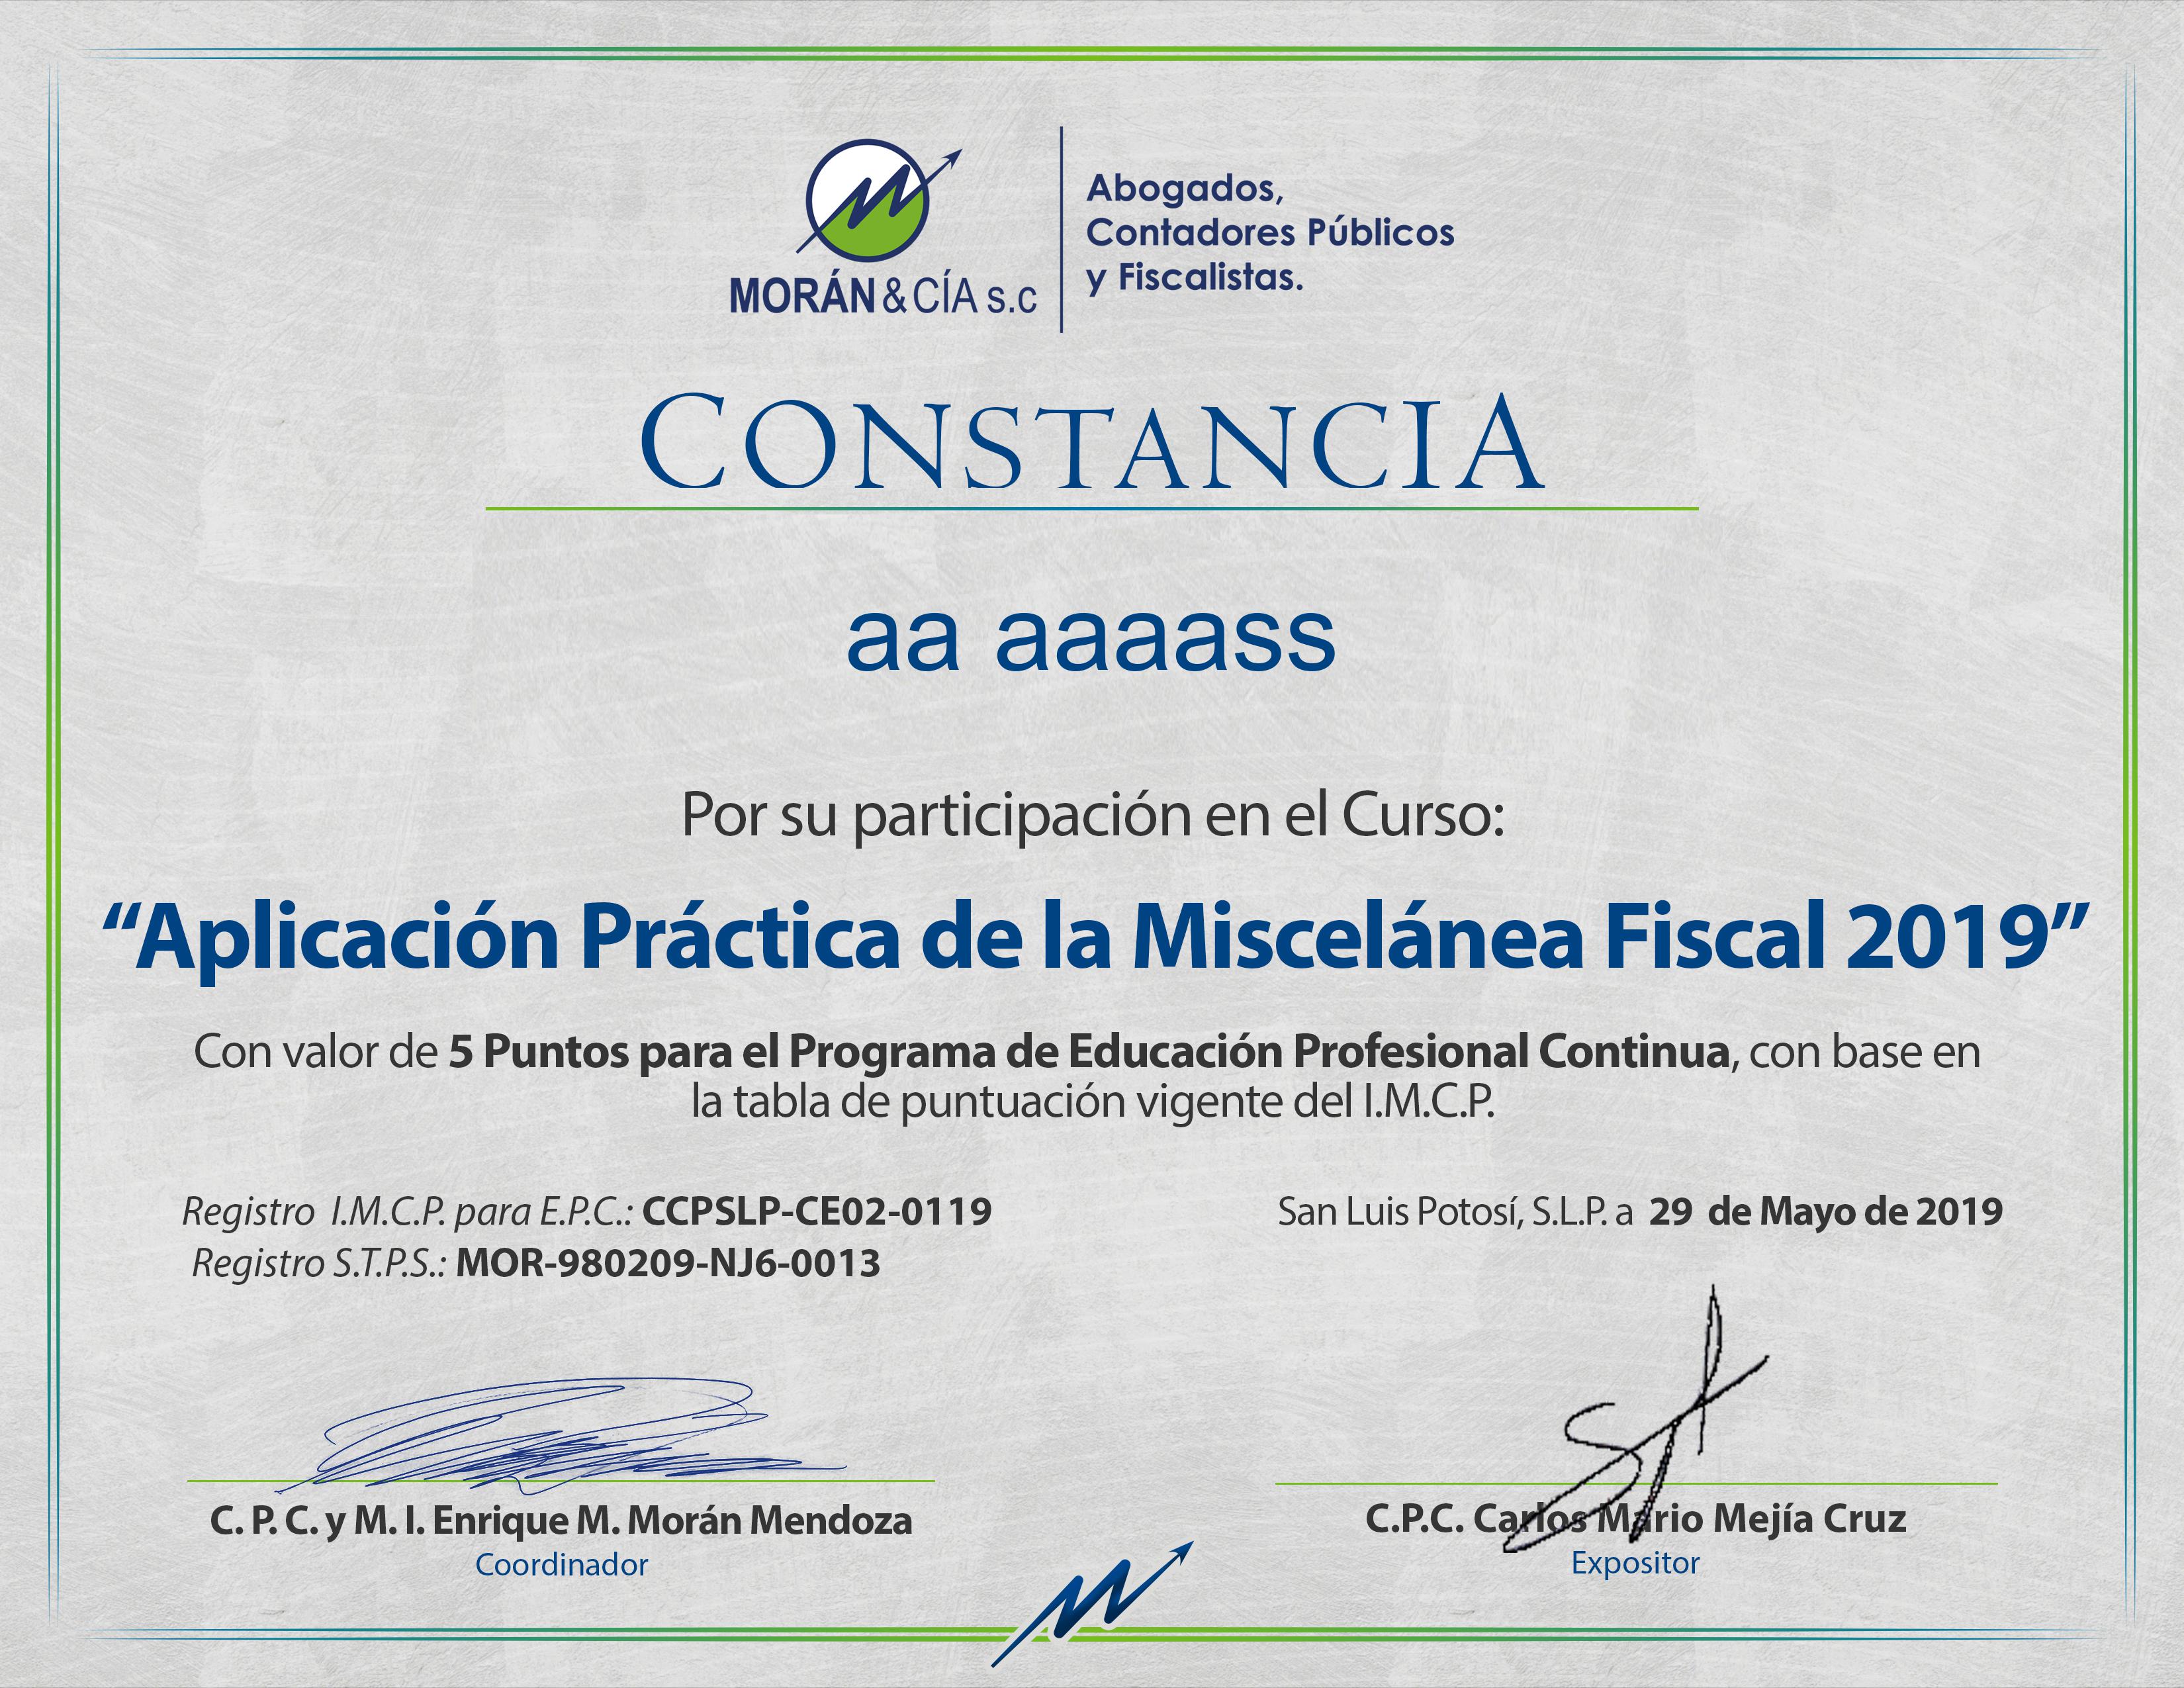 MORÁN & CÍA s.c
Abogados,
Contadores Públicos
y Fiscalistas.
CONSTANCIA
aa aaaass
Por su participación en el Curso:
“Aplicación Práctica de la Miscelánea Fiscal 2019”
Con valor de 5 Puntos para el Programa de Educación Profesional Continua, con base en
la tabla de puntuación vigente del I.M.C.P.
Registro I.M.C.P. para E.P.C.: CCPSLP-CE02-0119
Registro S.T.P.S.: MOR-980209-NJ6-0013
San Luis Potosí, S.L.P. a 29 de Mayo de 2019
C. P. C. y M. I. Enrique M. Morán Mendoza
Coordinador
C.P.C. Carlos Mario Mejía Cruz
Expositor